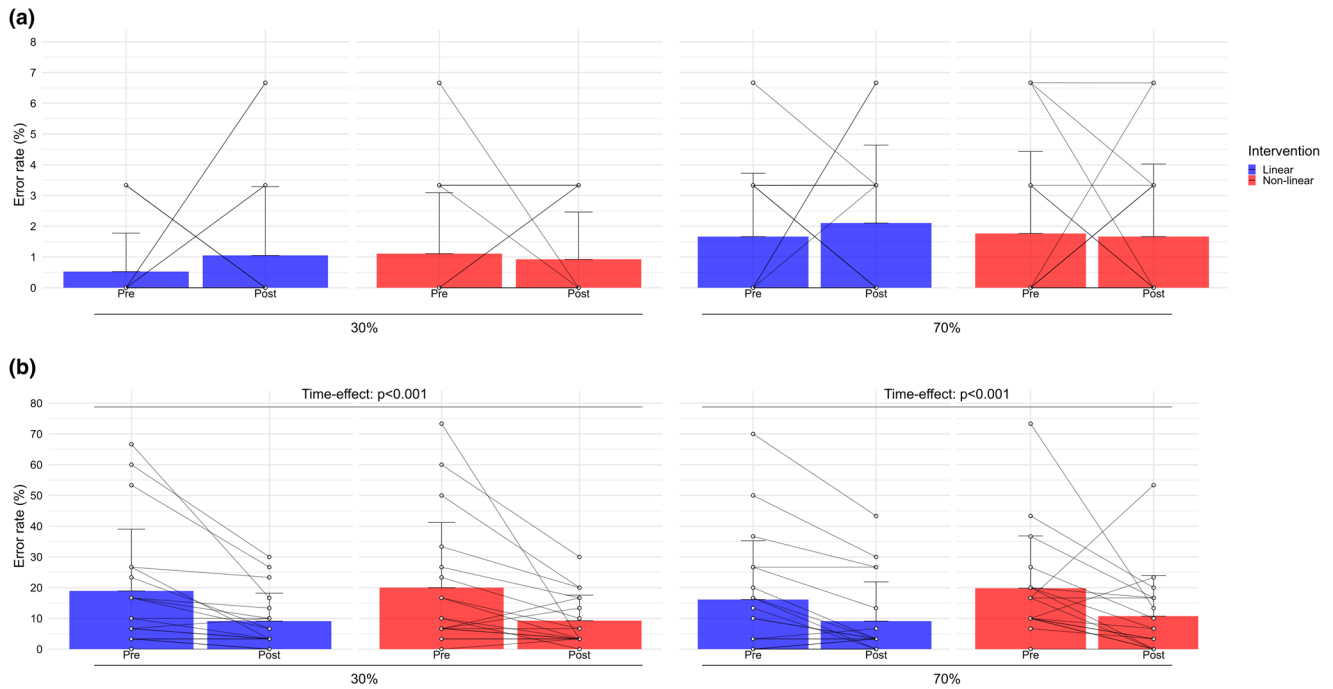 (a)
8
7
6
5
4
3
2
1
0
Error rate (%)
Pre
Post
Pre
Post
Pre
Post
Pre
Post
30%
70%
Intervention
Linear
Non-linear
(b)
Time-effect: p<0.001
Time-effect: p<0.001
80
70
60
50
40
30
20
10
0
Error rate (%)
Pre
Post
Pre
Post
Pre
Post
Pre
Post
30%
70%